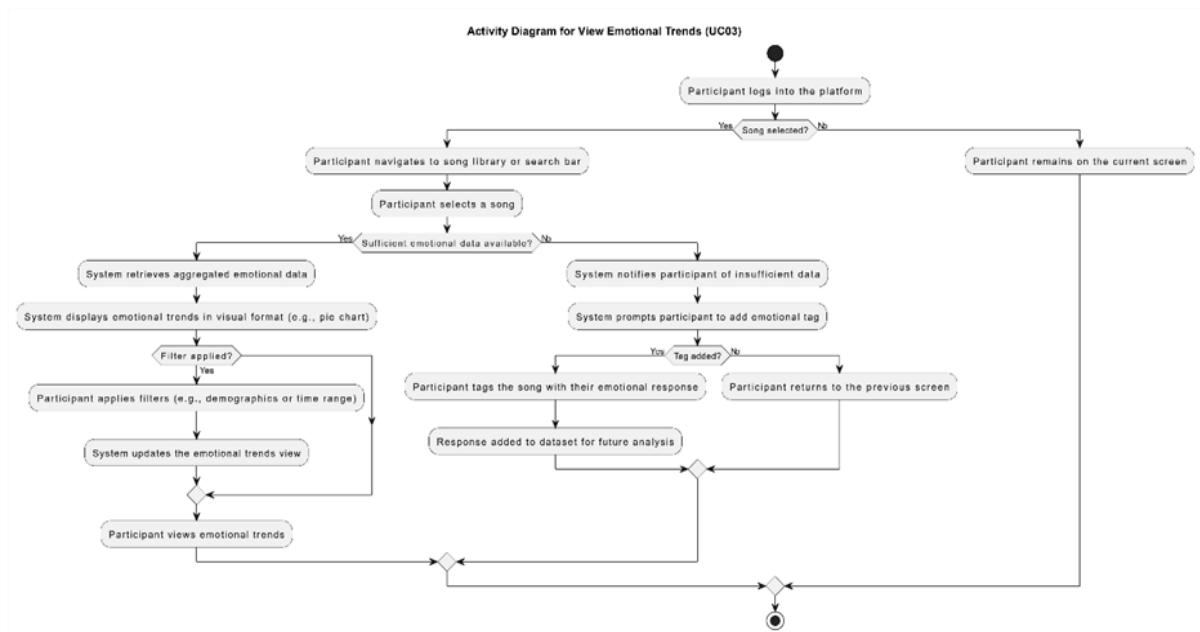 Activity Diagram for View Emotional Trends (UC03)
Participant logs into the platform
Yes
Song selected?
No
Participant navigates to song library or search bar
Participant remains on the current screen
Participant selects a song
Yes
Sufficient emotional data available?
No
System retrieves aggregated emotional data
System notifies participant of insufficient data
System displays emotional trends in visual format (e.g., pie chart)
System prompts participant to add emotional tag
Filter applied?
Yes
Tag added?
No
Yes
Participant applies filters (e.g., demographics or time range)
Participant tags the song with their emotional response
Participant returns to the previous screen
System updates the emotional trends view
Response added to dataset for future analysis
Participant views emotional trends